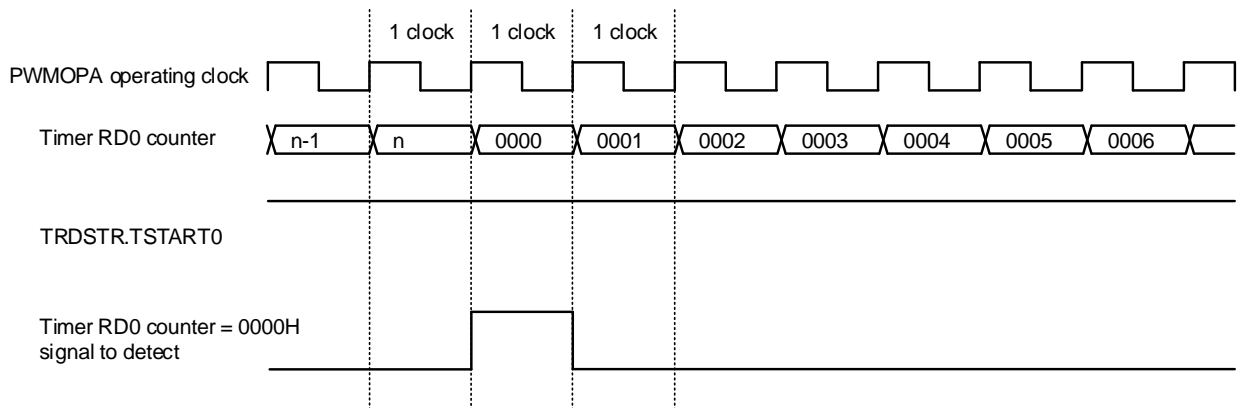 1 clock 1 clock 1 clock
PWMOPA operating clock
Timer RD0 counter n-1 n 0000 0001 0002 0003 0004 0005 0006
TRDSTR.TSTART0
Timer RD0 counter = 0000H
signal to detect